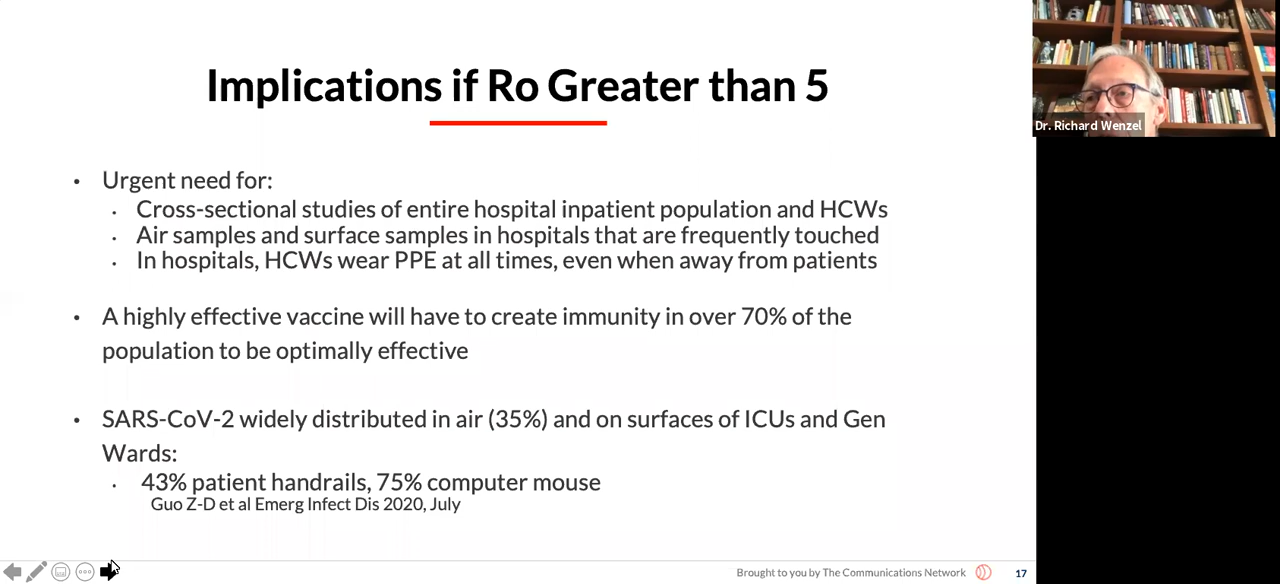 Implications if Ro Greater than 5
Dr. Richard Wenzel
• Urgent need for:
• Cross-sectional studies of entire hospital inpatient population and HCWs
• Air samples and surface samples in hospitals that are frequently touched
• In hospitals, HCWs wear PPE at all times, even when away from patients
• A highly effective vaccine will have to create immunity in over 70% of the
population to be optimally effective
• SARS-CoV-2 widely distributed in air (35%) and on surfaces of ICUs and Gen
Wards:
• 43% patient handrails, 75% computer mouse
Guo Z-D et al Emerg Infect Dis 2020, July
Brought to you by The Communications Network
17